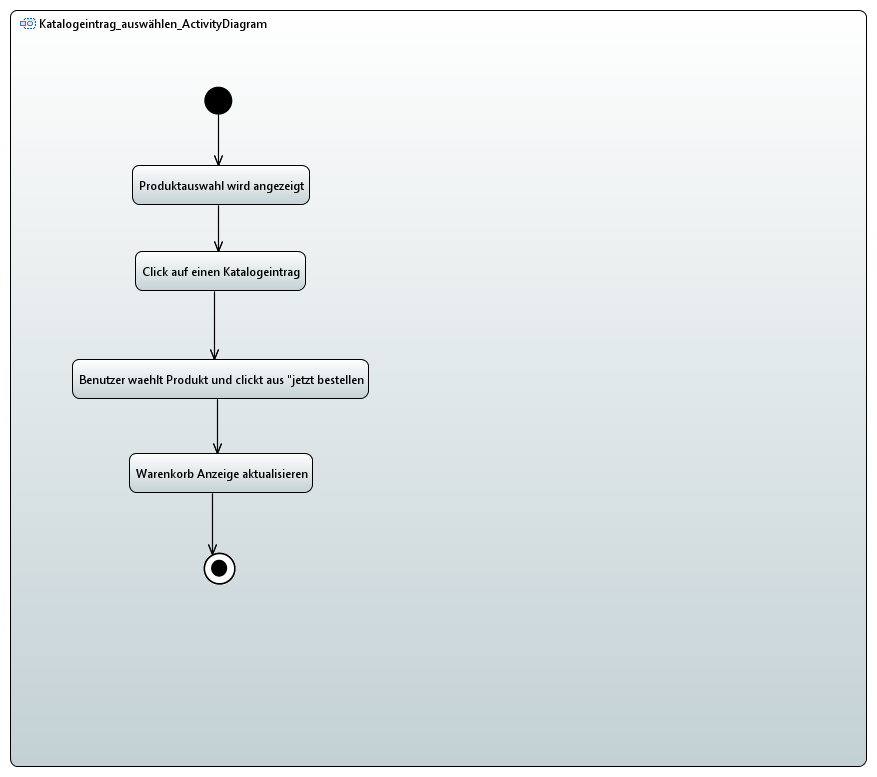 Katalogeintrag_auswählen_ActivityDiagram
Produktauswahl wird angezeigt
Click auf einen Katalogeintrag
Benutzer waehlt Produkt und clickt aus "jetzt bestellen
Warenkorb Anzeige aktualisieren